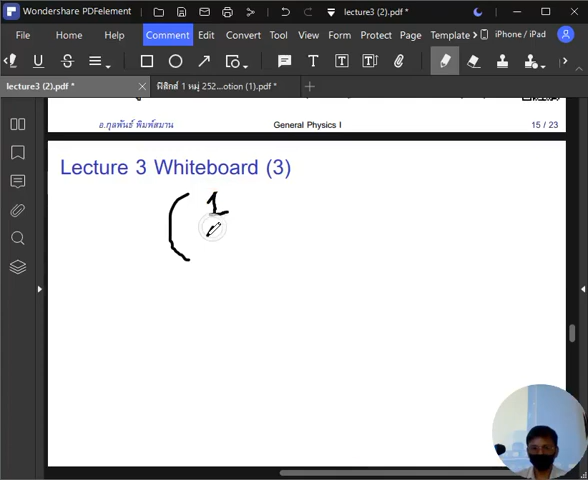 Wondershare PDFelement
lecture3 (2).pdf *
File Home Edit Comment Convert Tool View Form Protect Page Template iPhone / iPad
lecture3 (2).pdf * ฟิสิกส์ 1 หมู่ 252...otion (1).pdf *
อ.กุลพันธ์ พิมพ์สมาน General Physics I 15 / 23
Lecture 3 Whiteboard (3)
( 1